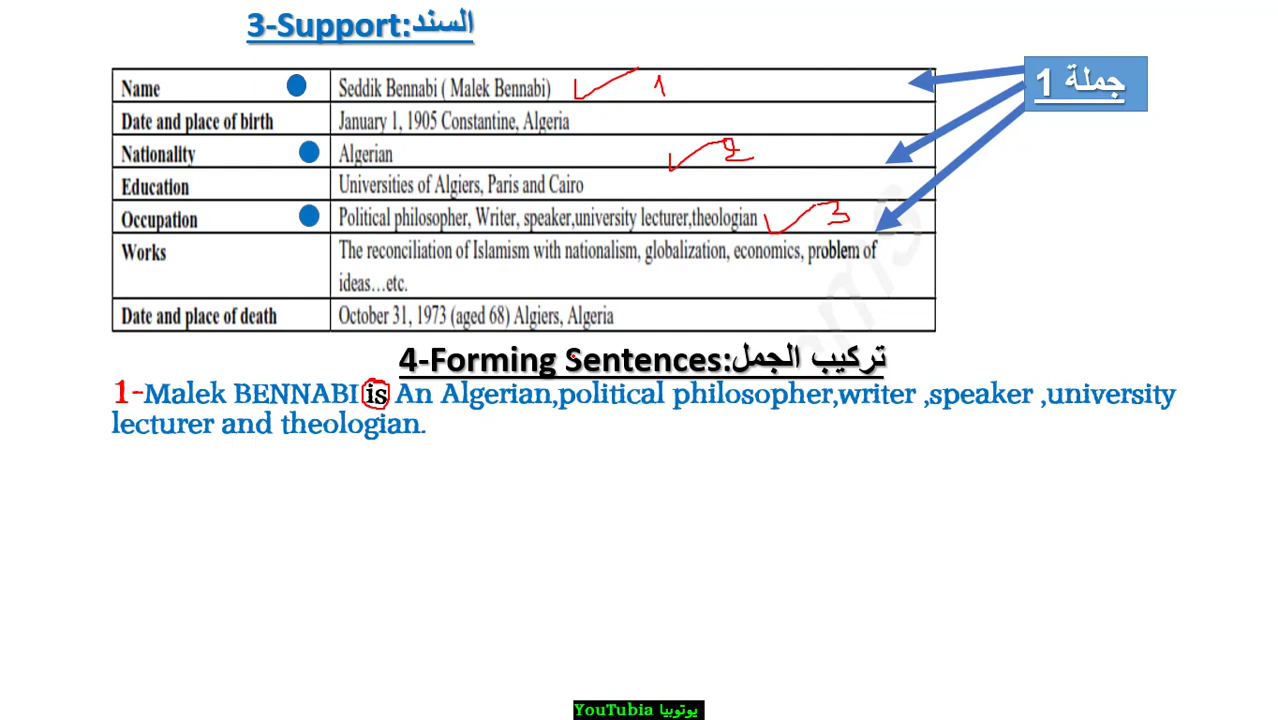 3-Support:السند
جملة 1
Name Seddik Bennabi ( Malek Bennabi) 1
Date and place of birth January 1, 1905 Constantine, Algeria
Nationality Algerian 2
Education Universities of Algiers, Paris and Cairo
Occupation Political philosopher, Writer, speaker,university lecturer,theologian 3
Works The reconciliation of Islamism with nationalism, globalization, economics, problem of
ideas…etc.
Date and place of death October 31, 1973 (aged 68) Algiers, Algeria
4-Forming Sentences:تركيب الجمل
1-Malek BENNABI is An Algerian,political philosopher,writer ,speaker ,university
lecturer and theologian.
YouTubia يوتوبيا